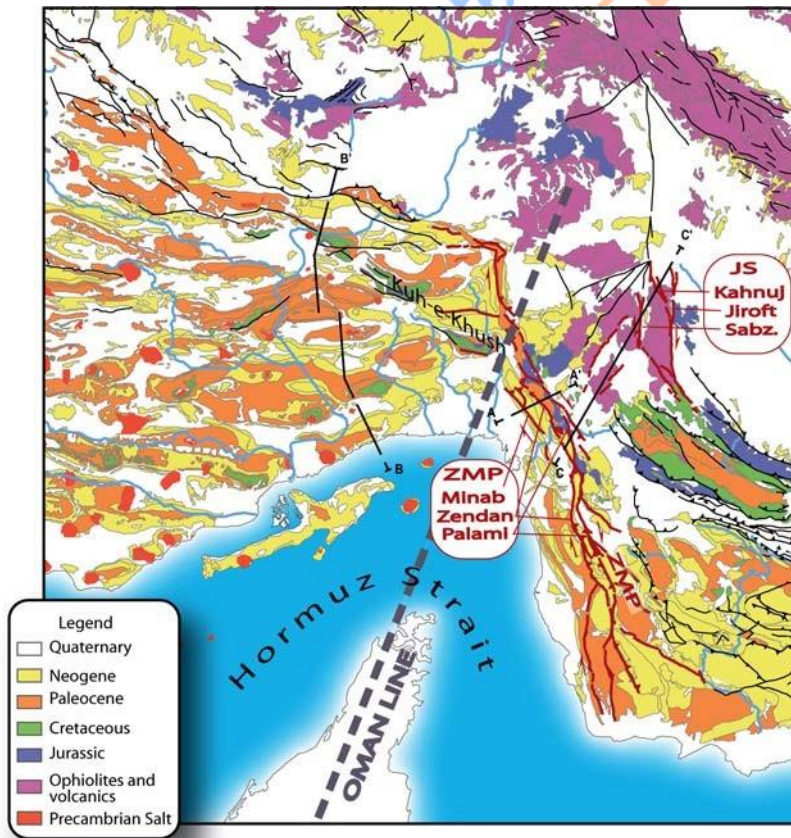 B'
C'
JS
Kahnuj
Jiroft
Sabz.
Kuh-e-Khush
A'
A
ZMP
Minab
Zendan
Palami
C
B
ZMP
Hormuz Strait
OMAN LINE
Legend
Quaternary
Neogene
Paleocene
Cretaceous
Jurassic
Ophiolites and
volcanics
Precambrian Salt